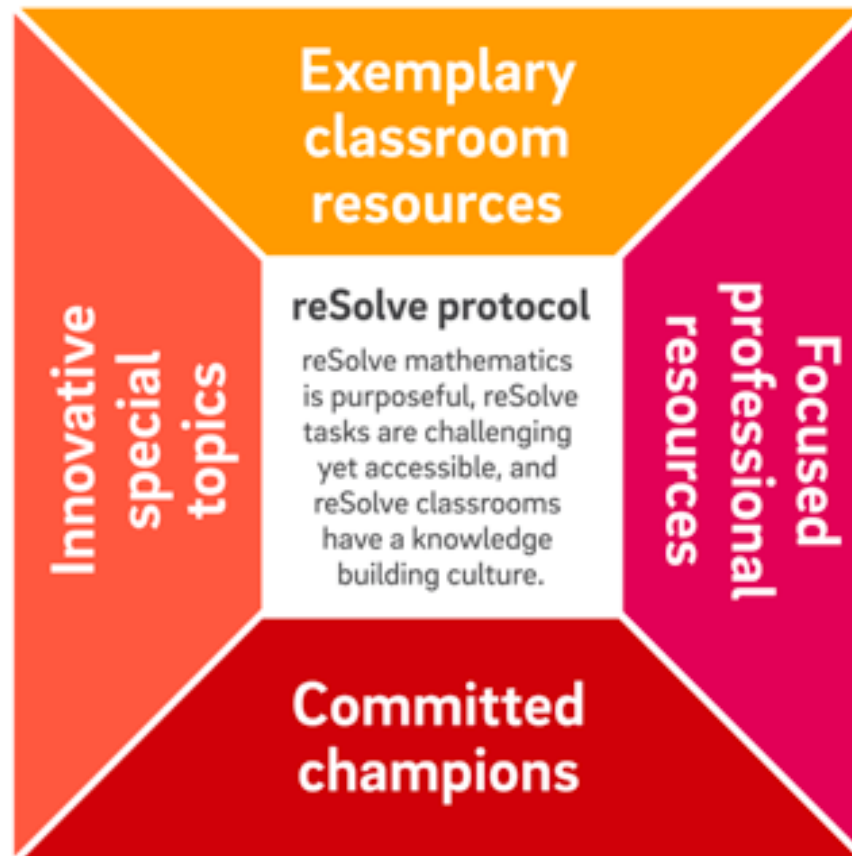 Exemplary
classroom
resources
Innovative
special
topics
reSolve protocol
reSolve mathematics
is purposeful, reSolve
tasks are challenging
yet accessible, and
reSolve classrooms
have a knowledge
building culture.
Focused
professional
resources
Committed
champions